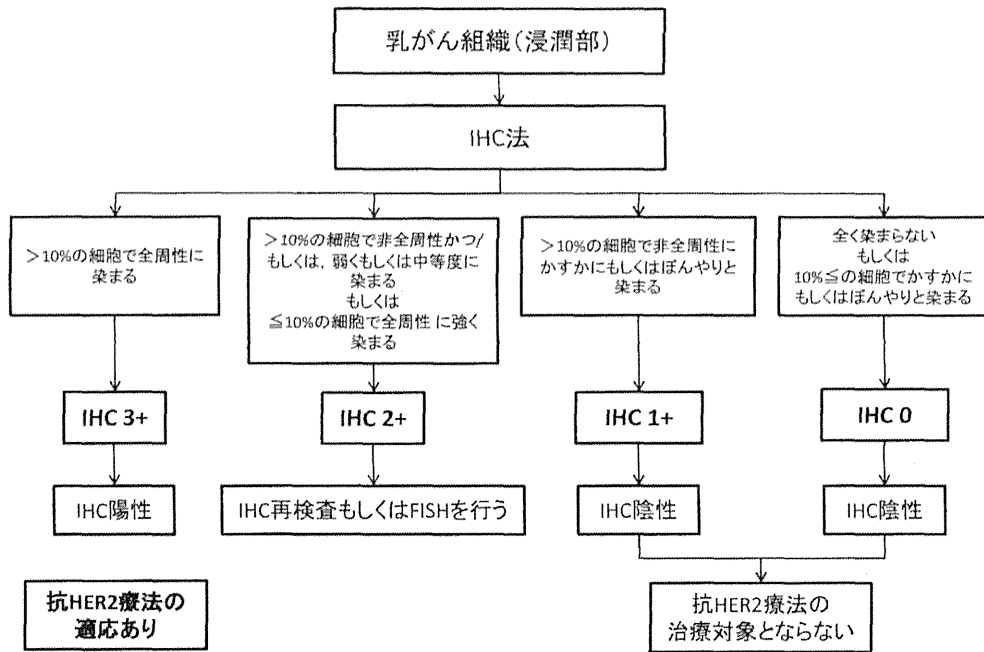 乳がん組織(浸潤部)
IHC法
>10%の細胞で全周性に
染まる
>10%の細胞で非全周性かつ/
もしくは，弱くもしくは中等度に
染まる
もしくは
≦10%の細胞で全周性に強く
染まる
>10%の細胞で非全周性に
かすかにもしくはぼんやりと
染まる
全く染まらない
もしくは
10%≦の細胞でかすかに
もしくはぼんやりと染まる
IHC 3+
IHC 2+
IHC 1+
IHC 0
IHC陽性
IHC再検査もしくはFISHを行う
IHC陰性
IHC陰性
抗HER2療法の
適応あり
抗HER2療法の
治療対象とならない